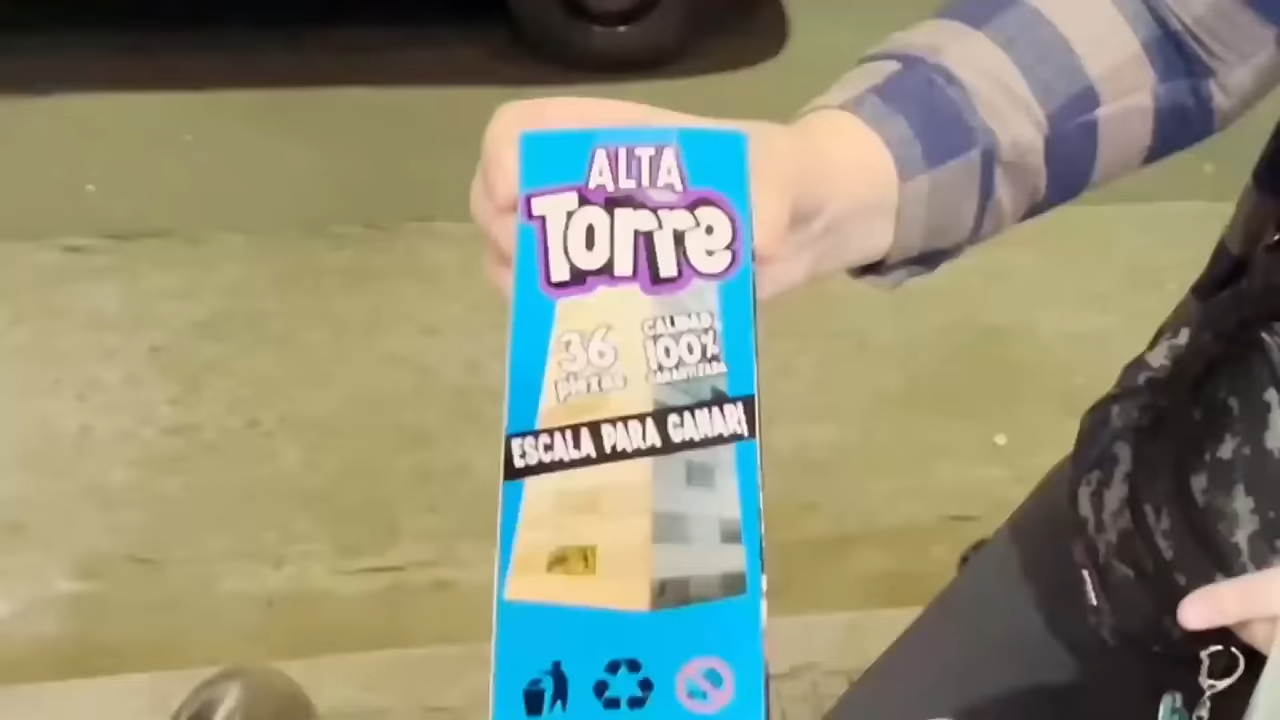 ALTA
Torre
36
PIEZAS
CALIDAD
100%
GARANTIZADA
ESCALA PARA GANAR!